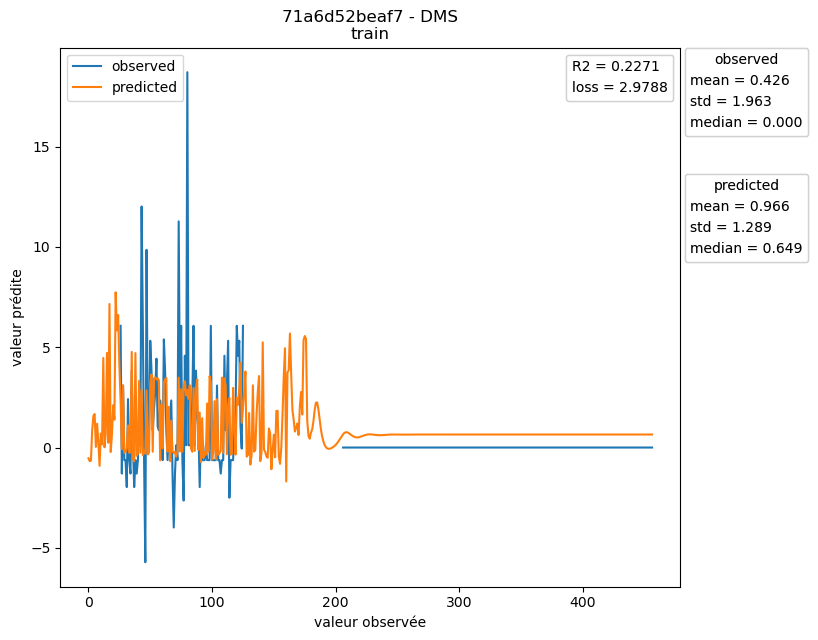 71a6d52beaf7 - DMS
train
observed
predicted
R2 = 0.2271
loss = 2.9788
observed
mean = 0.426
std = 1.963
median = 0.000
predicted
mean = 0.966
std = 1.289
median = 0.649
valeur prédite
15
10
5
0
−5
0
100
200
300
400
valeur observée